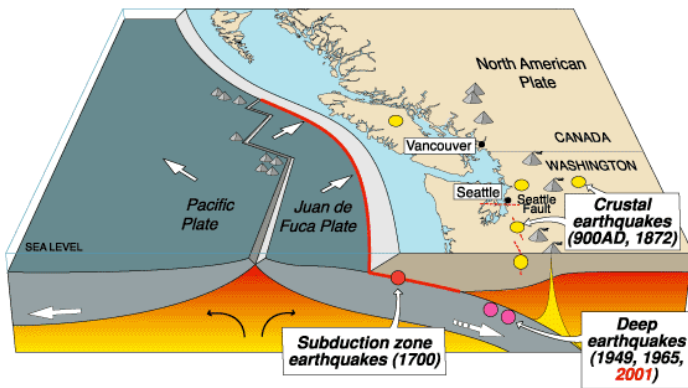 North American
Plate
CANADA
Vancouver
WASHINGTON
Seattle
Seattle
Fault
Pacific
Plate
Juan de
Fuca Plate
Crustal
earthquakes
(900AD, 1872)
SEA LEVEL
Subduction zone
earthquakes (1700)
Deep
earthquakes
(1949, 1965,
2001)